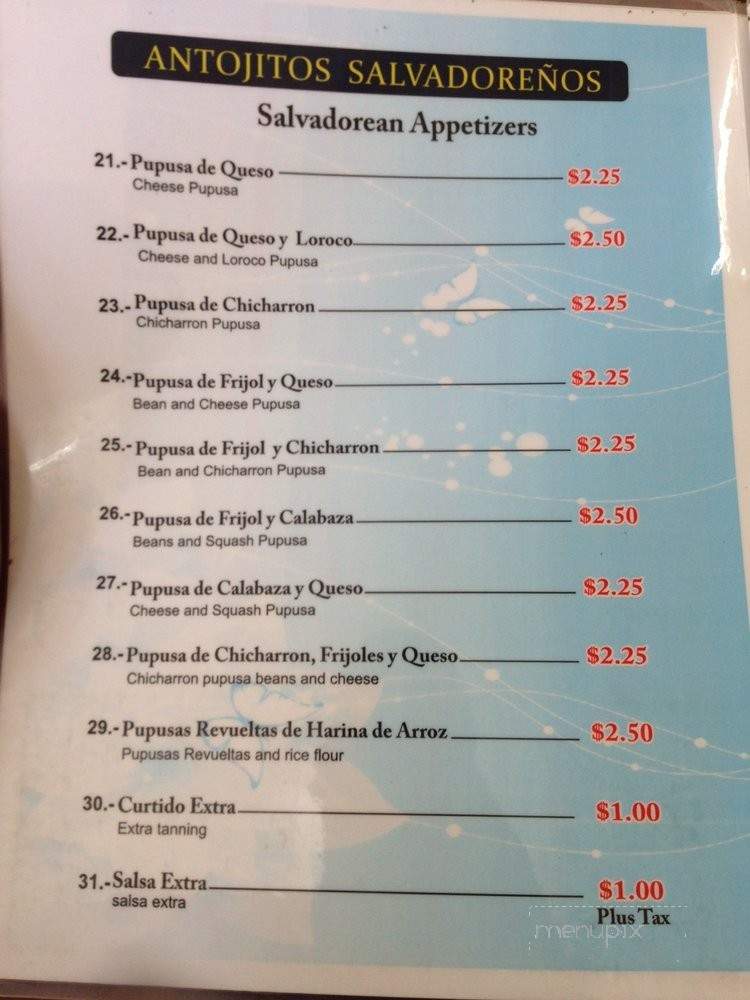 ANTOJITOS SALVADOREÑOS
Salvadorean Appetizers
21.- Pupusa de Queso $2.25
Cheese Pupusa
22.- Pupusa de Queso y Loroco $2.50
Cheese and Loroco Pupusa
23.- Pupusa de Chicharron $2.25
Chicharron Pupusa
24.- Pupusa de Frijol y Queso $2.25
Bean and Cheese Pupusa
25.- Pupusa de Frijol y Chicharron $2.25
Bean and Chicharron Pupusa
26.- Pupusa de Frijol y Calabaza $2.50
Beans and Squash Pupusa
27.- Pupusa de Calabaza y Queso $2.25
Cheese and Squash Pupusa
28.- Pupusa de Chicharron, Frijoles y Queso $2.25
Chicharron pupusa beans and cheese
29.- Pupusas Revueltas de Harina de Arroz $2.50
Pupusas Revueltas and rice flour
30.- Curtido Extra $1.00
Extra tanning
31.- Salsa Extra $1.00
salsa extra
Plus Tax
menupix